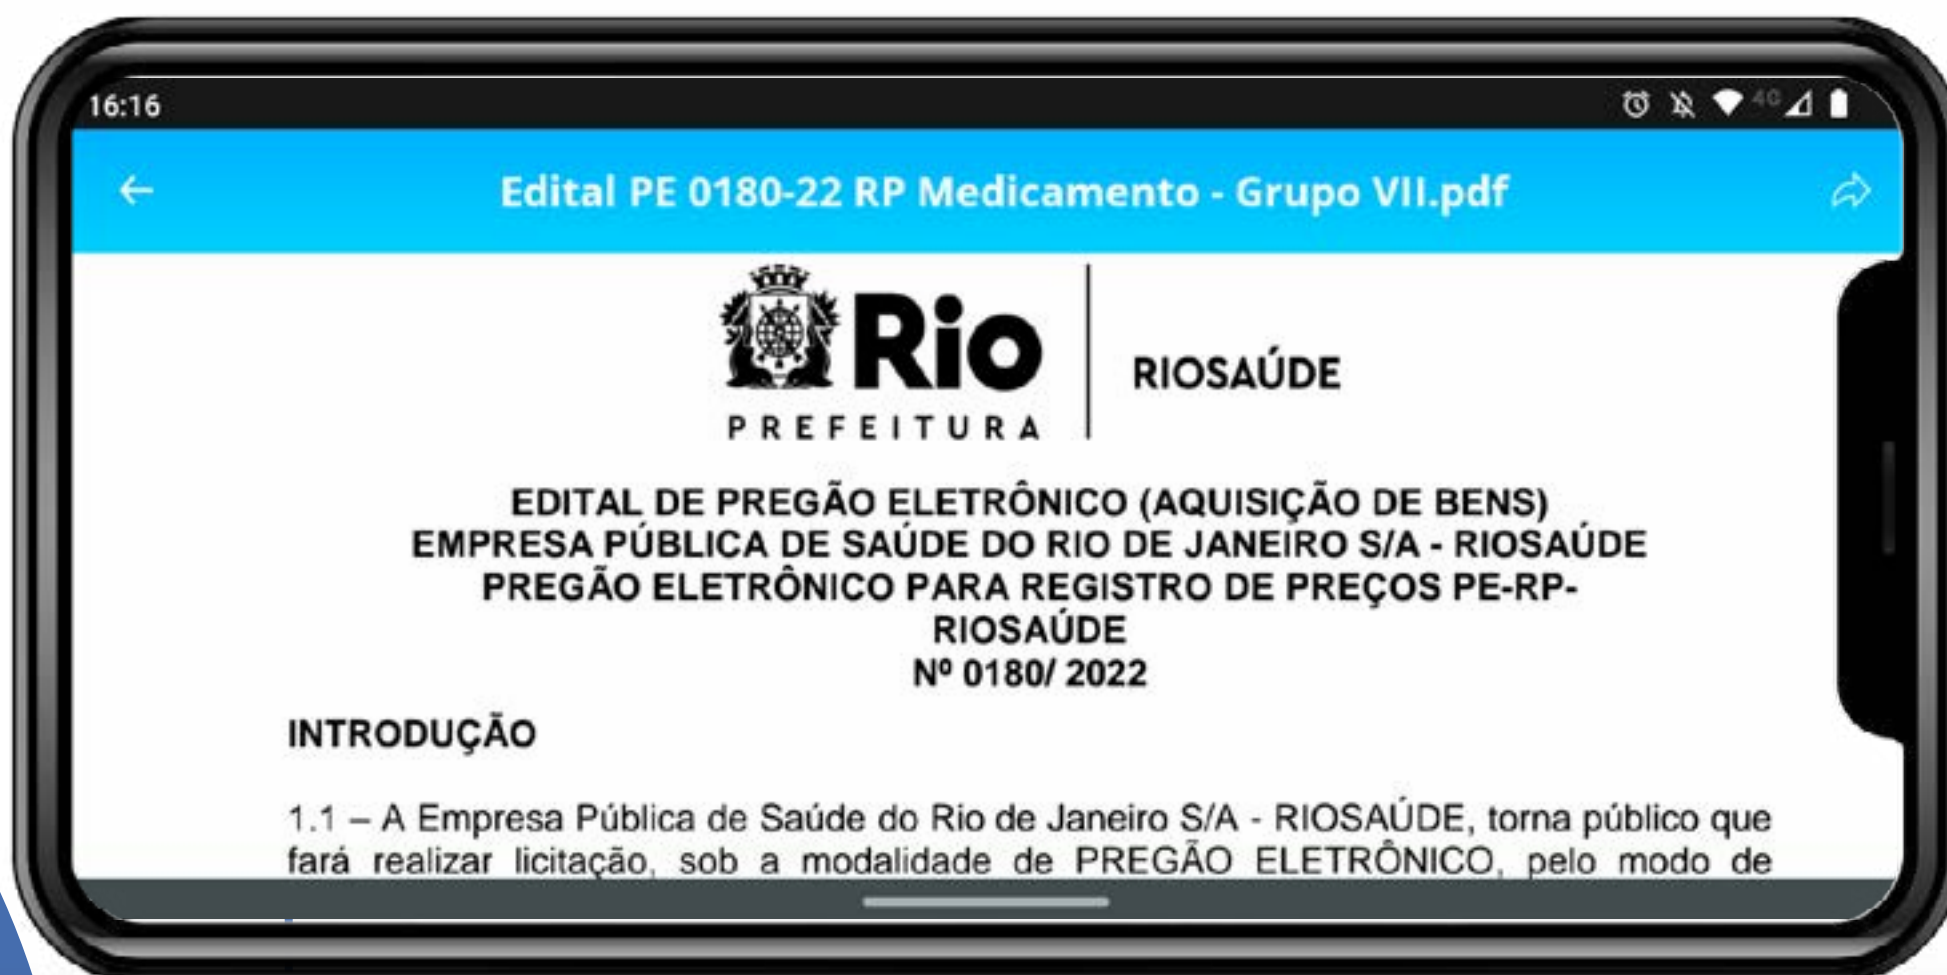 16:16
4G
Edital PE 0180-22 RP Medicamento - Grupo VII.pdf
Rio
PREFEITURA
RIOSAÚDE
EDITAL DE PREGÃO ELETRÔNICO (AQUISIÇÃO DE BENS)
EMPRESA PÚBLICA DE SAÚDE DO RIO DE JANEIRO S/A - RIOSAÚDE
PREGÃO ELETRÔNICO PARA REGISTRO DE PREÇOS PE-RP-
RIOSAÚDE
Nº 0180/ 2022
INTRODUÇÃO
1.1 – A Empresa Pública de Saúde do Rio de Janeiro S/A - RIOSAÚDE, torna público que
fará realizar licitação, sob a modalidade de PREGÃO ELETRÔNICO, pelo modo de